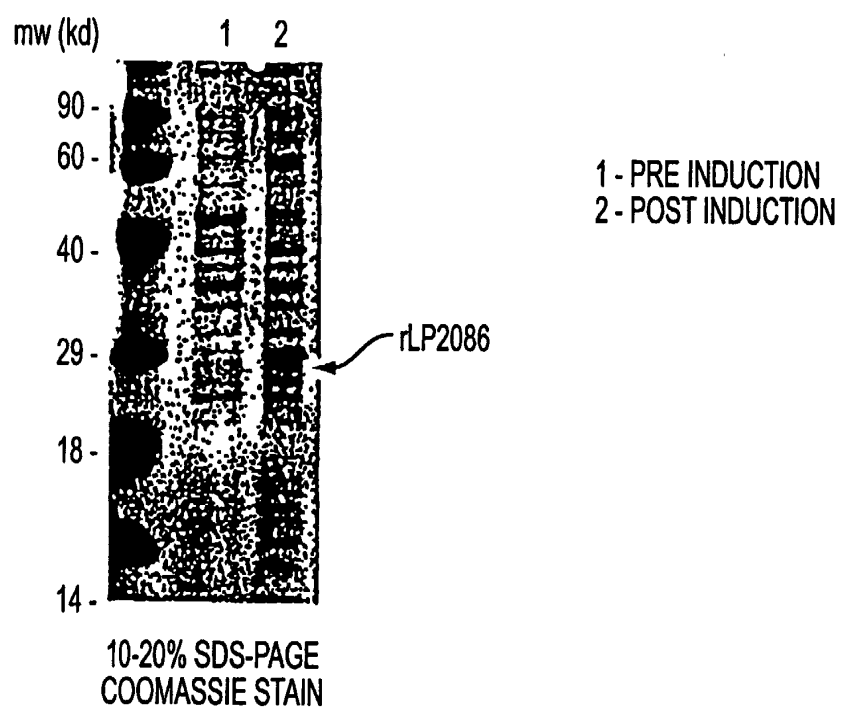 mw (kd) 1 2
90 -
60 -
1 - PRE INDUCTION
2 - POST INDUCTION
40 -
29 -
rLP2086
18 -
14 -
10-20% SDS-PAGE
COOMASSIE STAIN